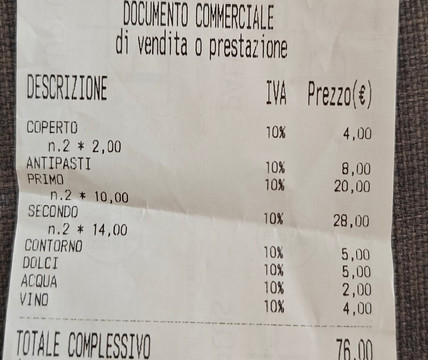 DOCUMENTO COMMERCIALE
di vendita o prestazione
DESCRIZIONE IVA Prezzo(€)
COPERTO 10% 4,00
n.2 * 2,00
ANTIPASTI 10% 8,00
PRIMO 10% 20,00
n.2 * 10,00
SECONDO 10% 28,00
n.2 * 14,00
CONTORNO 10% 5,00
DOLCI 10% 5,00
ACQUA 10% 2,00
VINO 10% 4,00
TOTALE COMPLESSIVO 76,00